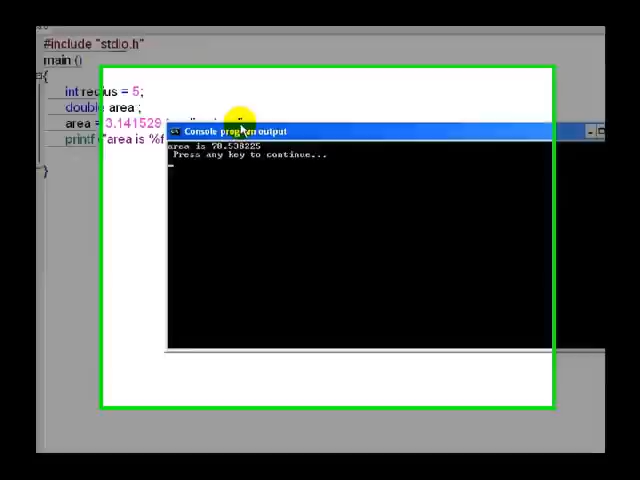 #include "stdio.h"
main ()
{
int redius = 5;
double area ;
area = 3.141529
printf ("area is %f
}
Console program output
area is 78.538225
Press any key to continue...